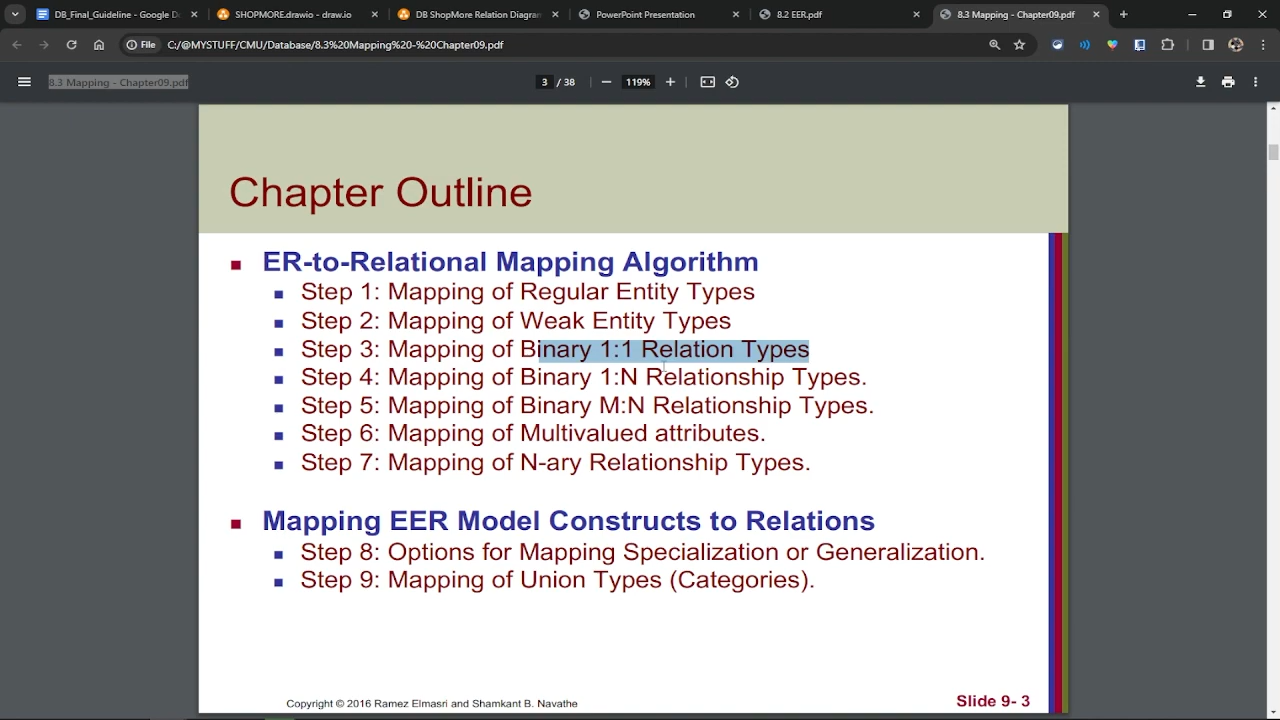 DB_Final_Guideline - Google D
SHOPMORE.drawio - draw.io
DB ShopMore Relation Diagram
PowerPoint Presentation
8.2 EER.pdf
8.3 Mapping - Chapter09.pdf
File
C:/@MYSTUFF/CMU/Database/8.3%20Mapping%20-%20Chapter09.pdf
8.3 Mapping - Chapter09.pdf
3 / 38
119%
Chapter Outline
ER-to-Relational Mapping Algorithm
Step 1: Mapping of Regular Entity Types
Step 2: Mapping of Weak Entity Types
Step 3: Mapping of Binary 1:1 Relation Types
Step 4: Mapping of Binary 1:N Relationship Types.
Step 5: Mapping of Binary M:N Relationship Types.
Step 6: Mapping of Multivalued attributes.
Step 7: Mapping of N-ary Relationship Types.
Mapping EER Model Constructs to Relations
Step 8: Options for Mapping Specialization or Generalization.
Step 9: Mapping of Union Types (Categories).
Copyright © 2016 Ramez Elmasri and Shamkant B. Navathe
Slide 9- 3